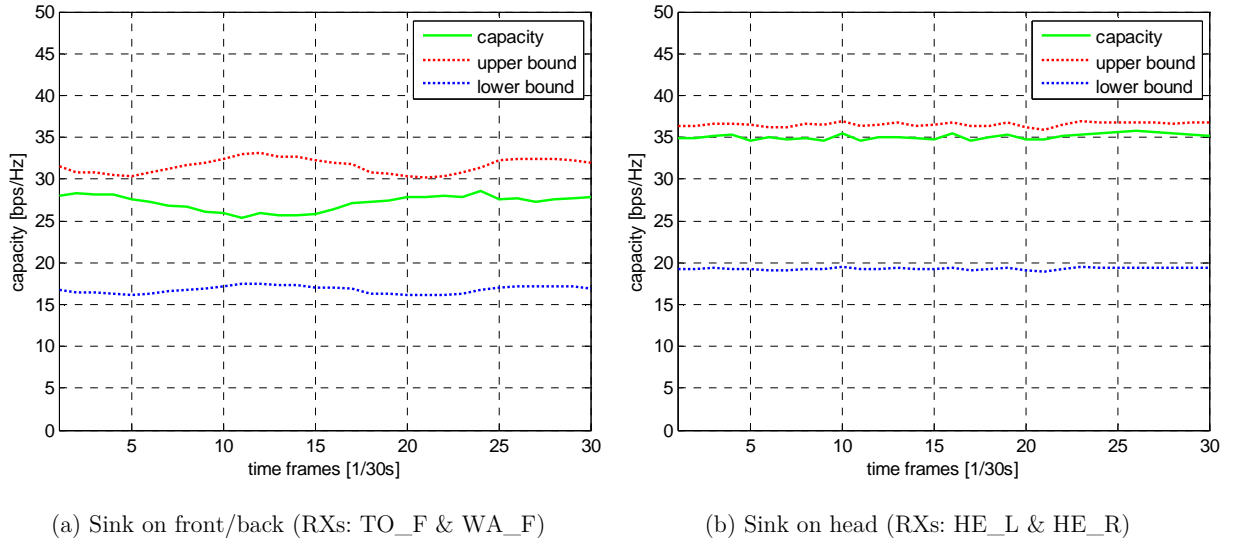 50
45
40
35
30
25
20
15
10
5
0
capacity [bps/Hz]
capacity
upper bound
lower bound
5 10 15 20 25 30
time frames [1/30s]
(a) Sink on front/back (RXs: TO_F & WA_F)
50
45
40
35
30
25
20
15
10
5
0
capacity [bps/Hz]
capacity
upper bound
lower bound
5 10 15 20 25 30
time frames [1/30s]
(b) Sink on head (RXs: HE_L & HE_R)